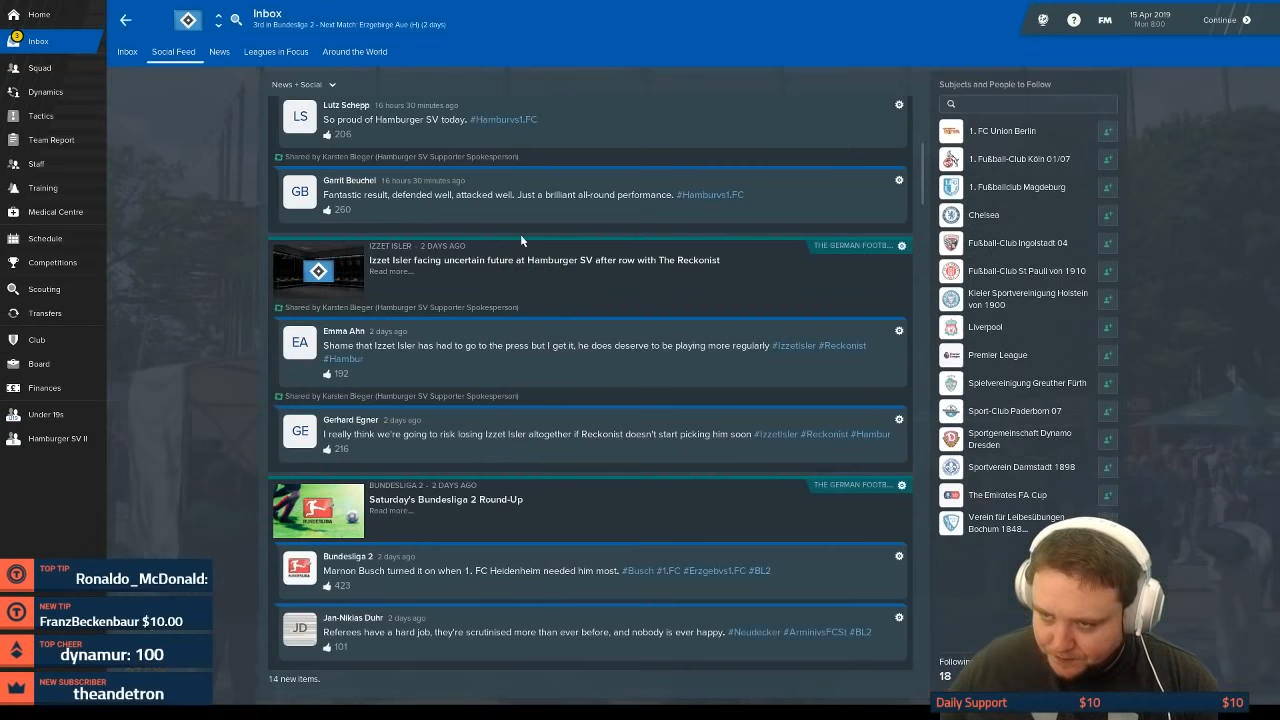 Home
Inbox
3rd in Bundesliga 2 - Next Match: Erzgebirge Aue (H) (2 days)
FM
15 Apr 2019
Mon 8:00
Continue
3
Inbox
Inbox
Social Feed
News
Leagues in Focus
Around the World
Squad
Dynamics
Tactics
Team Report
Staff
Training
Medical Centre
Schedule
Competitions
Scouting
Transfers
Club
Board
Finances
Under 19s
Hamburger SV II
News + Social
LS
Lutz Schepp 16 hours 30 minutes ago
So proud of Hamburger SV today. #Hamburvs1.FC
206
Shared by Karsten Bieger (Hamburger SV Supporter Spokesperson)
GB
Garrit Beuchel 16 hours 30 minutes ago
Fantastic result, defended well, attacked well. Just a brilliant all-round performance. #Hamburvs1.FC
260
IZZET ISLER - 2 DAYS AGO
THE GERMAN FOOTB...
Izzet Isler facing uncertain future at Hamburger SV after row with The Reckonist
Read more...
Shared by Karsten Bieger (Hamburger SV Supporter Spokesperson)
EA
Emma Ahn 2 days ago
Shame that Izzet Isler has had to go to the press but I get it, he does deserve to be playing more regularly #IzzetIsler #Reckonist
#Hambur
192
Shared by Karsten Bieger (Hamburger SV Supporter Spokesperson)
GE
Gerhard Egner 2 days ago
I really think we're going to risk losing Izzet Isler altogether if Reckonist doesn't start picking him soon #IzzetIsler #Reckonist #Hambur
216
BUNDESLIGA 2 - 2 DAYS AGO
THE GERMAN FOOTB...
Saturday's Bundesliga 2 Round-Up
Read more...
Bundesliga 2 2 days ago
Marnon Busch turned it on when 1. FC Heidenheim needed him most. #Busch #1.FC #Erzgebvs1.FC #BL2
423
JD
Jan-Niklas Duhr 2 days ago
Referees have a hard job, they're scrutinised more than ever before, and nobody is ever happy. #Neudecker #ArminivsFCSt #BL2
101
14 new items.
Subjects and People to Follow
1. FC Union Berlin
1. Fußball-Club Köln 01/07
1. Fußballclub Magdeburg
Chelsea
Fußball-Club Ingolstadt 04
Fußball-Club St Pauli von 1910
Kieler Sportvereinigung Holstein
von 1900
Liverpool
Premier League
Spielvereinigung Greuther Fürth
Sport-Club Paderborn 07
Sportgemeinschaft Dynamo
Dresden
Sportverein Darmstadt 1898
The Emirates FA Cup
Verein für Leibesübungen
Bochum 1848...
Following
18
TOP TIP
Ronaldo_McDonald:
NEW TIP
FranzBeckenbaur $10.00
TOP CHEER
dynamur: 100
NEW SUBSCRIBER
theandetron
Daily Support
$10
$10